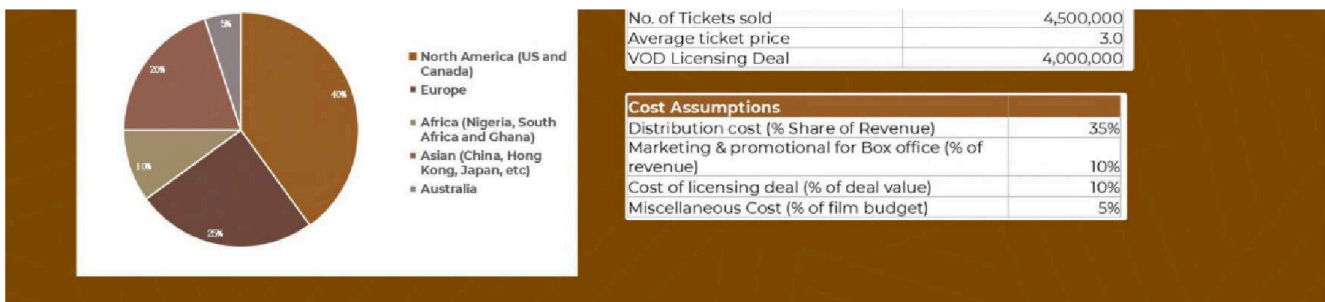 5%
20%
40%
10%
25%
North America (US and
Canada)
Europe
Africa (Nigeria, South
Africa and Ghana)
Asian (China, Hong
Kong, Japan, etc)
Australia
No. of Tickets sold 4,500,000
Average ticket price 3.0
VOD Licensing Deal 4,000,000
Cost Assumptions
Distribution cost (% Share of Revenue) 35%
Marketing & promotional for Box office (% of
revenue) 10%
Cost of licensing deal (% of deal value) 10%
Miscellaneous Cost (% of film budget) 5%